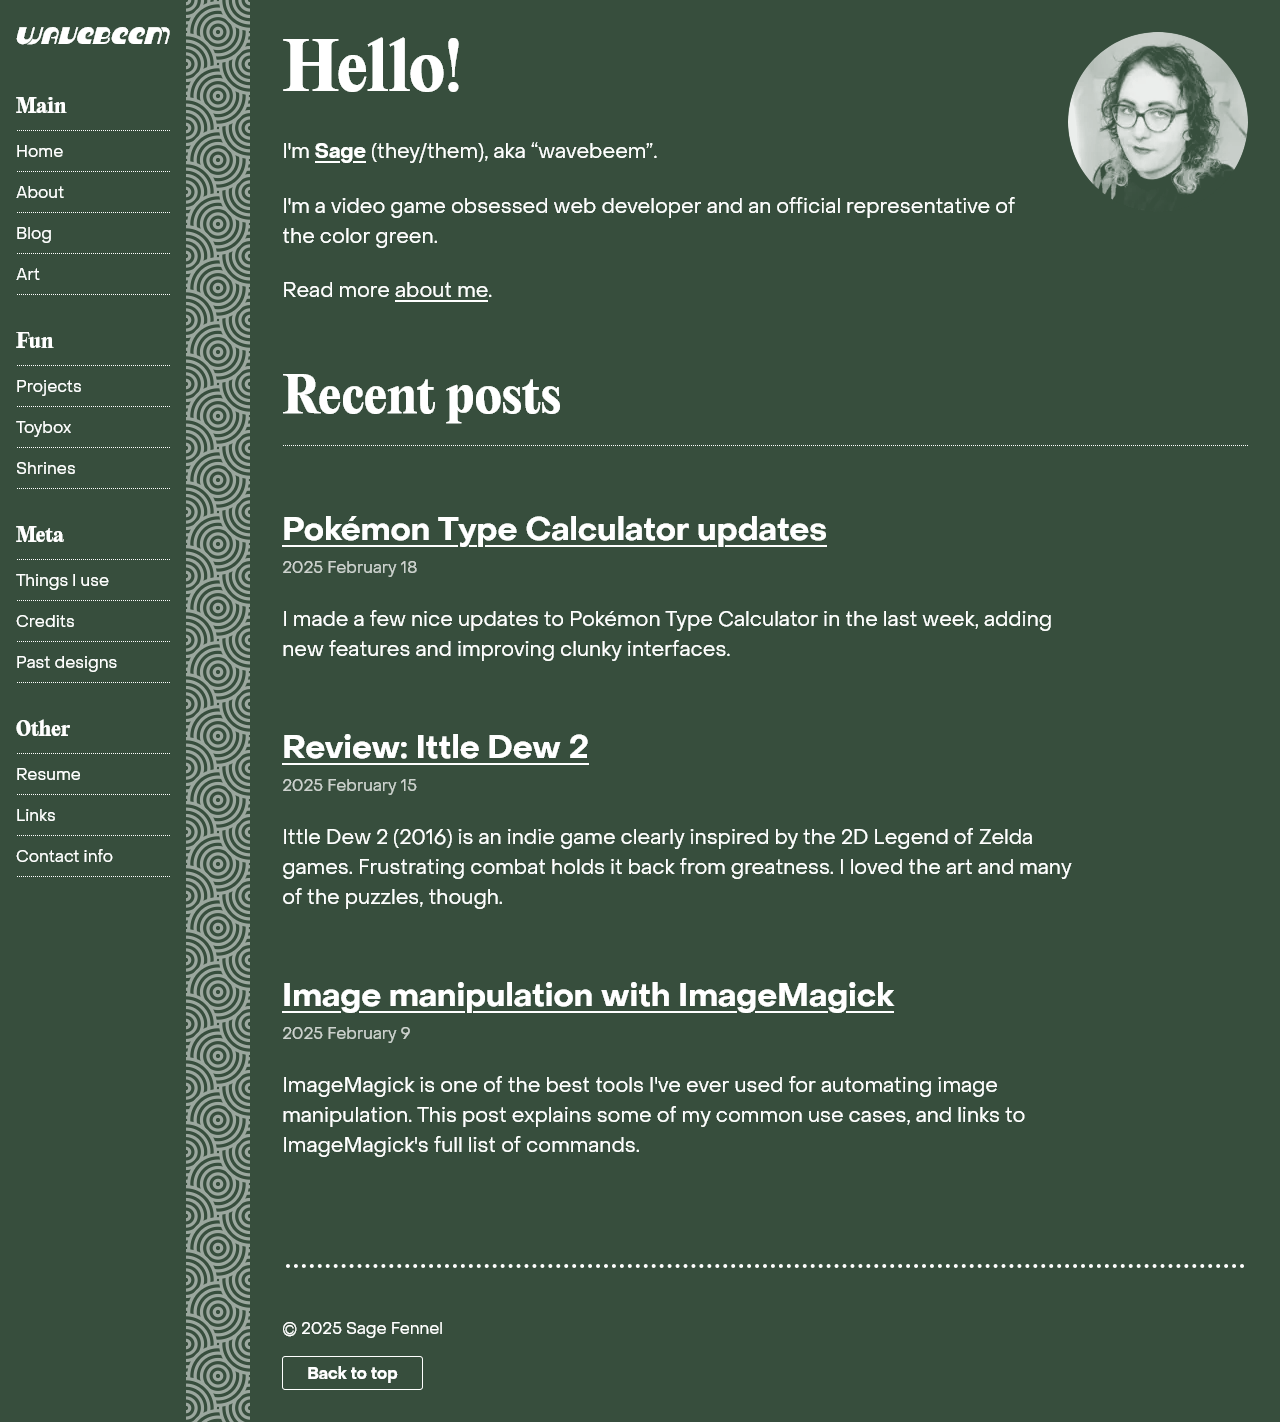 wavebeem
Main
Home
About
Blog
Art
Fun
Projects
Toybox
Shrines
Meta
Things I use
Credits
Past designs
Other
Resume
Links
Contact info
Hello!
I'm Sage (they/them), aka “wavebeem”.
I'm a video game obsessed web developer and an official representative of
the color green.
Read more about me.
Recent posts
Pokémon Type Calculator updates
2025 February 18
I made a few nice updates to Pokémon Type Calculator in the last week, adding
new features and improving clunky interfaces.
Review: Ittle Dew 2
2025 February 15
Ittle Dew 2 (2016) is an indie game clearly inspired by the 2D Legend of Zelda
games. Frustrating combat holds it back from greatness. I loved the art and many
of the puzzles, though.
Image manipulation with ImageMagick
2025 February 9
ImageMagick is one of the best tools I've ever used for automating image
manipulation. This post explains some of my common use cases, and links to
ImageMagick's full list of commands.
© 2025 Sage Fennel
Back to top